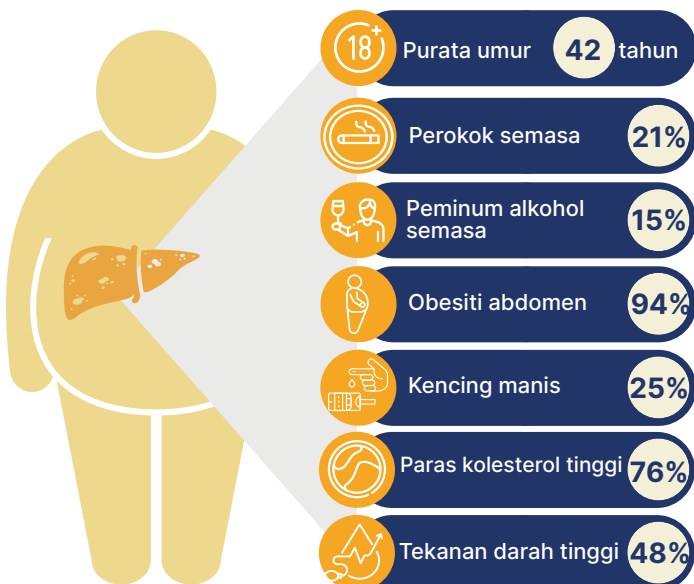 18+
Purata umur 42 tahun
Perokok semasa 21%
Peminum alkohol
semasa 15%
Obesiti abdomen 94%
Kencing manis 25%
Paras kolesterol tinggi 76%
Tekanan darah tinggi 48%